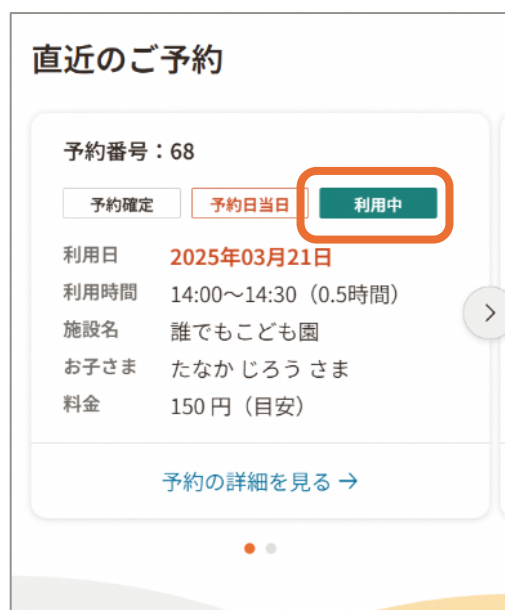 直近のご予約
予約番号：68
予約確定 予約日当日 利用中
利用日 2025年03月21日
利用時間 14:00～14:30（0.5時間）
施設名 誰でもこども園
お子さま たなか じろう さま
料金 150 円（目安）
予約の詳細を見る →